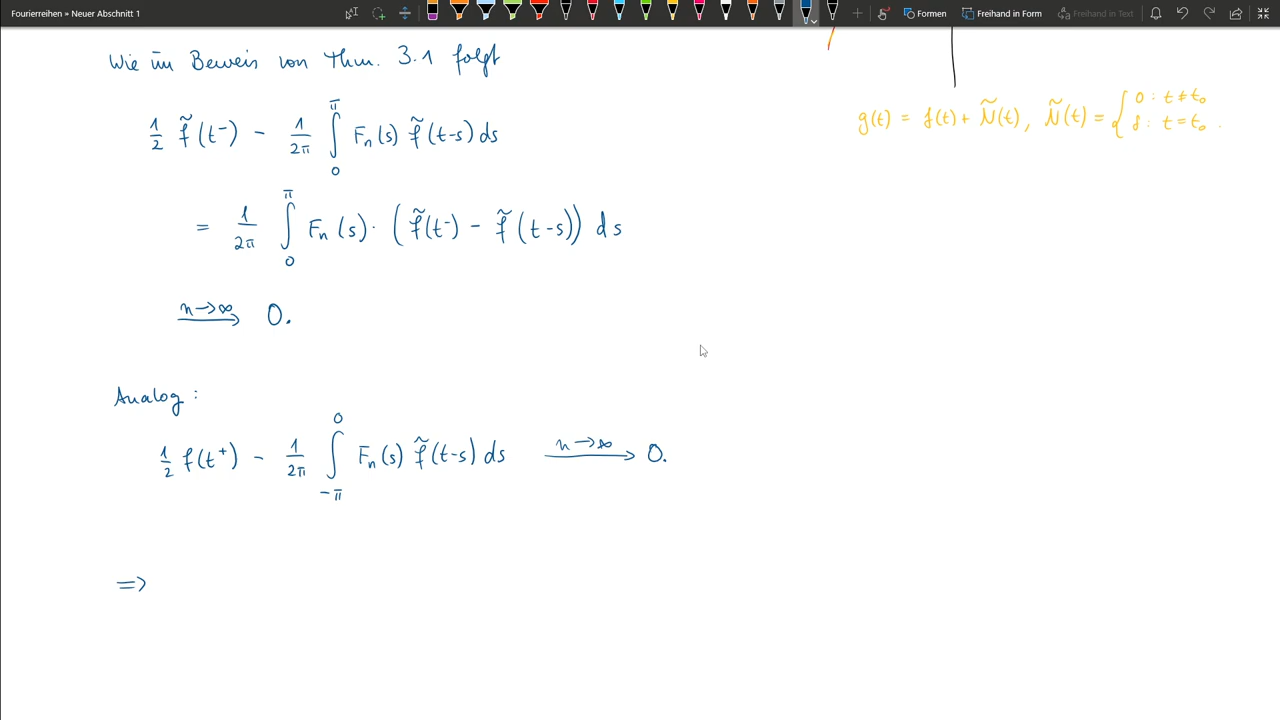 Fourierreihen » Neuer Abschnitt 1
Formen
Freihand in Form
Freihand in Text
Wie im Beweis von Thm. 3.1 folgt
½ f̃(t⁻) - 1/2π ∫₀^π Fₙ(s) f̃(t-s) ds
= 1/2π ∫₀^π Fₙ(s) · (f̃(t⁻) - f̃(t-s)) ds
n→∞ 0.
Analog:
½ f(t⁺) - 1/2π ∫_{-π}^0 Fₙ(s) f̃(t-s) ds n→∞ 0.
=>
g(t) = f(t) + Ñ(t), Ñ(t) = { 0 : t ≠ t₀
δ : t = t₀ .